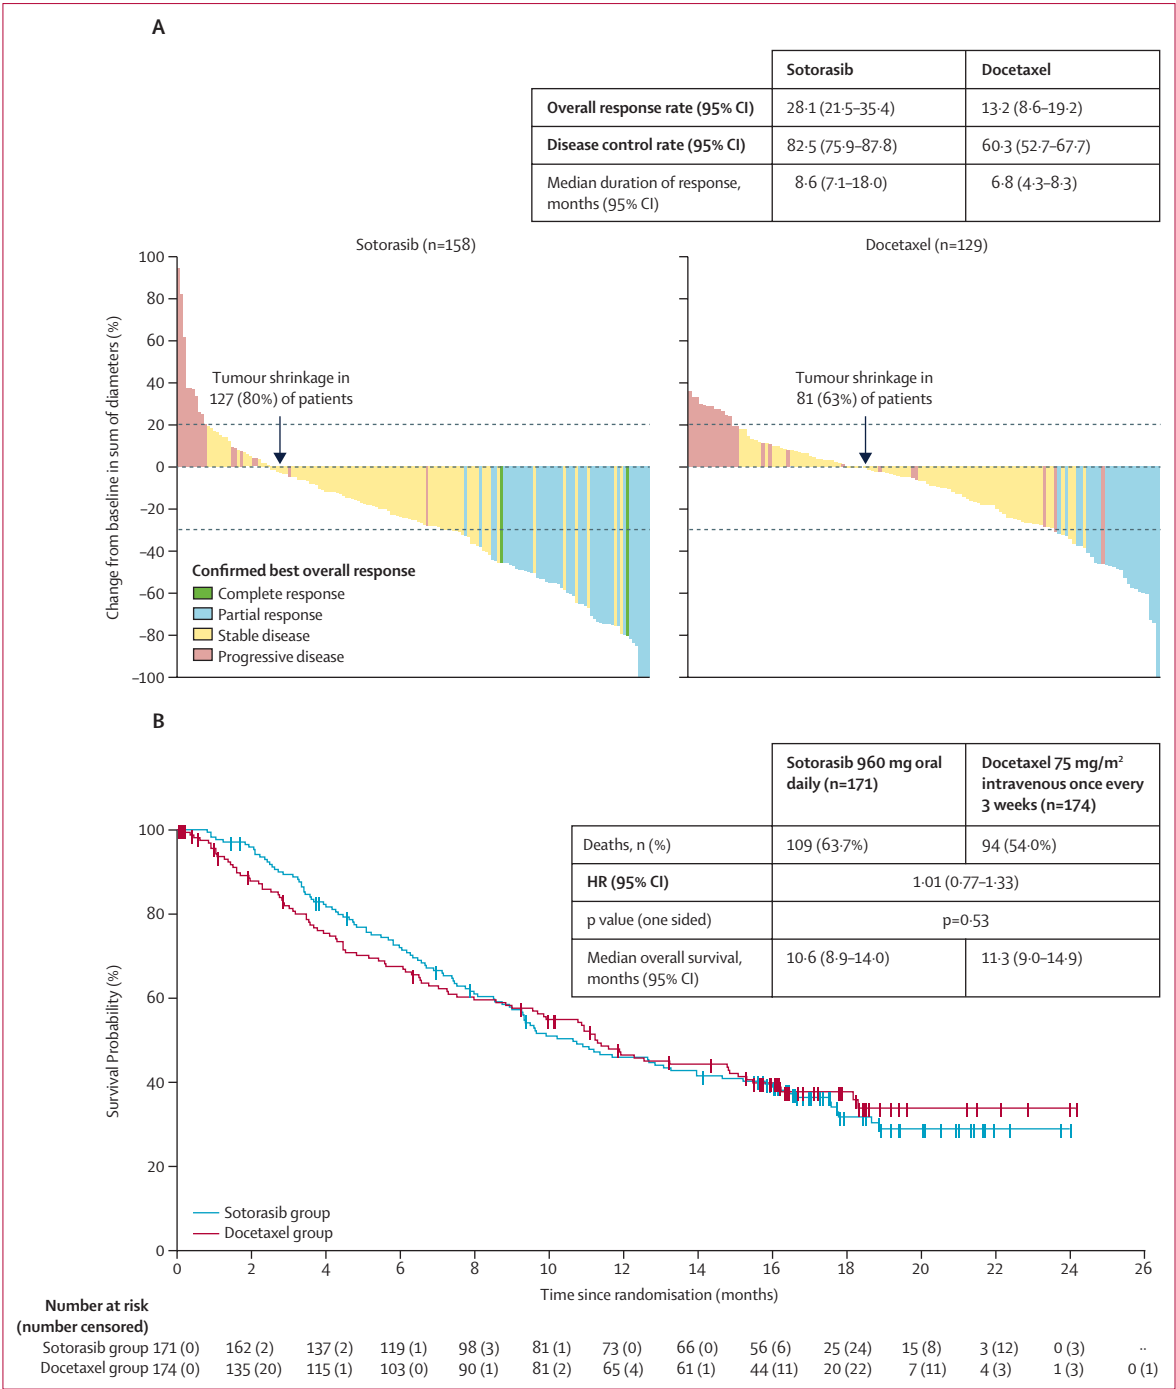 A
Sotorasib Docetaxel
Overall response rate (95% CI) 28·1 (21·5–35·4) 13·2 (8·6–19·2)
Disease control rate (95% CI) 82·5 (75·9–87·8) 60·3 (52·7–67·7)
Median duration of response, 8·6 (7·1–18·0) 6·8 (4·3–8·3)
months (95% CI)
Sotorasib (n=158)
Docetaxel (n=129)
Change from baseline in sum of diameters (%)
100
80
60
40
20
0
–20
–40
–60
–80
–100
Tumour shrinkage in
127 (80%) of patients
Tumour shrinkage in
81 (63%) of patients
Confirmed best overall response
Complete response
Partial response
Stable disease
Progressive disease
B
Sotorasib 960 mg oral
daily (n=171)
Docetaxel 75 mg/m²
intravenous once every
3 weeks (n=174)
Deaths, n (%) 109 (63·7%) 94 (54·0%)
HR (95% CI) 1·01 (0·77–1·33)
p value (one sided) p=0·53
Median overall survival, 10·6 (8·9–14·0) 11·3 (9·0–14·9)
months (95% CI)
Survival Probability (%)
100
80
60
40
20
0
Sotorasib group
Docetaxel group
0 2 4 6 8 10 12 14 16 18 20 22 24 26
Time since randomisation (months)
Number at risk
(number censored)
Sotorasib group 171 (0) 162 (2) 137 (2) 119 (1) 98 (3) 81 (1) 73 (0) 66 (0) 56 (6) 25 (24) 15 (8) 3 (12) 0 (3) ··
Docetaxel group 174 (0) 135 (20) 115 (1) 103 (0) 90 (1) 81 (2) 65 (4) 61 (1) 44 (11) 20 (22) 7 (11) 4 (3) 1 (3) 0 (1)